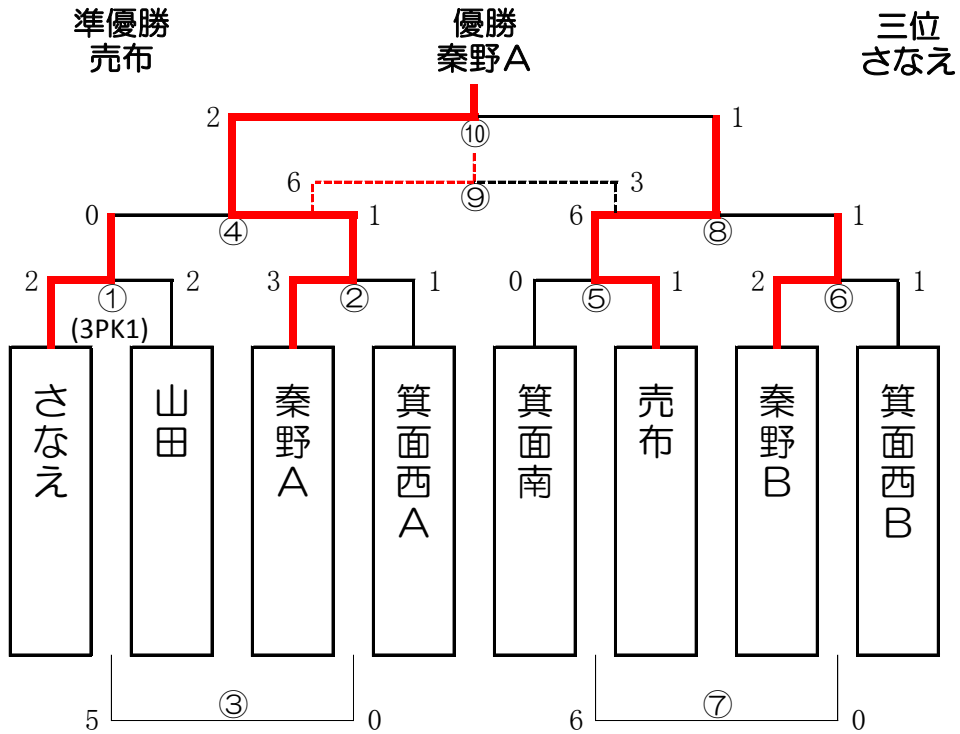 準優勝
売布
優勝
秦野A
三位
さなえ
2
⑩
1
6
⑨
3
0
④
1
6
⑧
1
2
①
2
3
②
1
0
⑤
1
2
⑥
1
(3PK1)
さなえ
山田
秦野A
箕面西A
箕面南
売布
秦野B
箕面西B
5
③
0
6
⑦
0